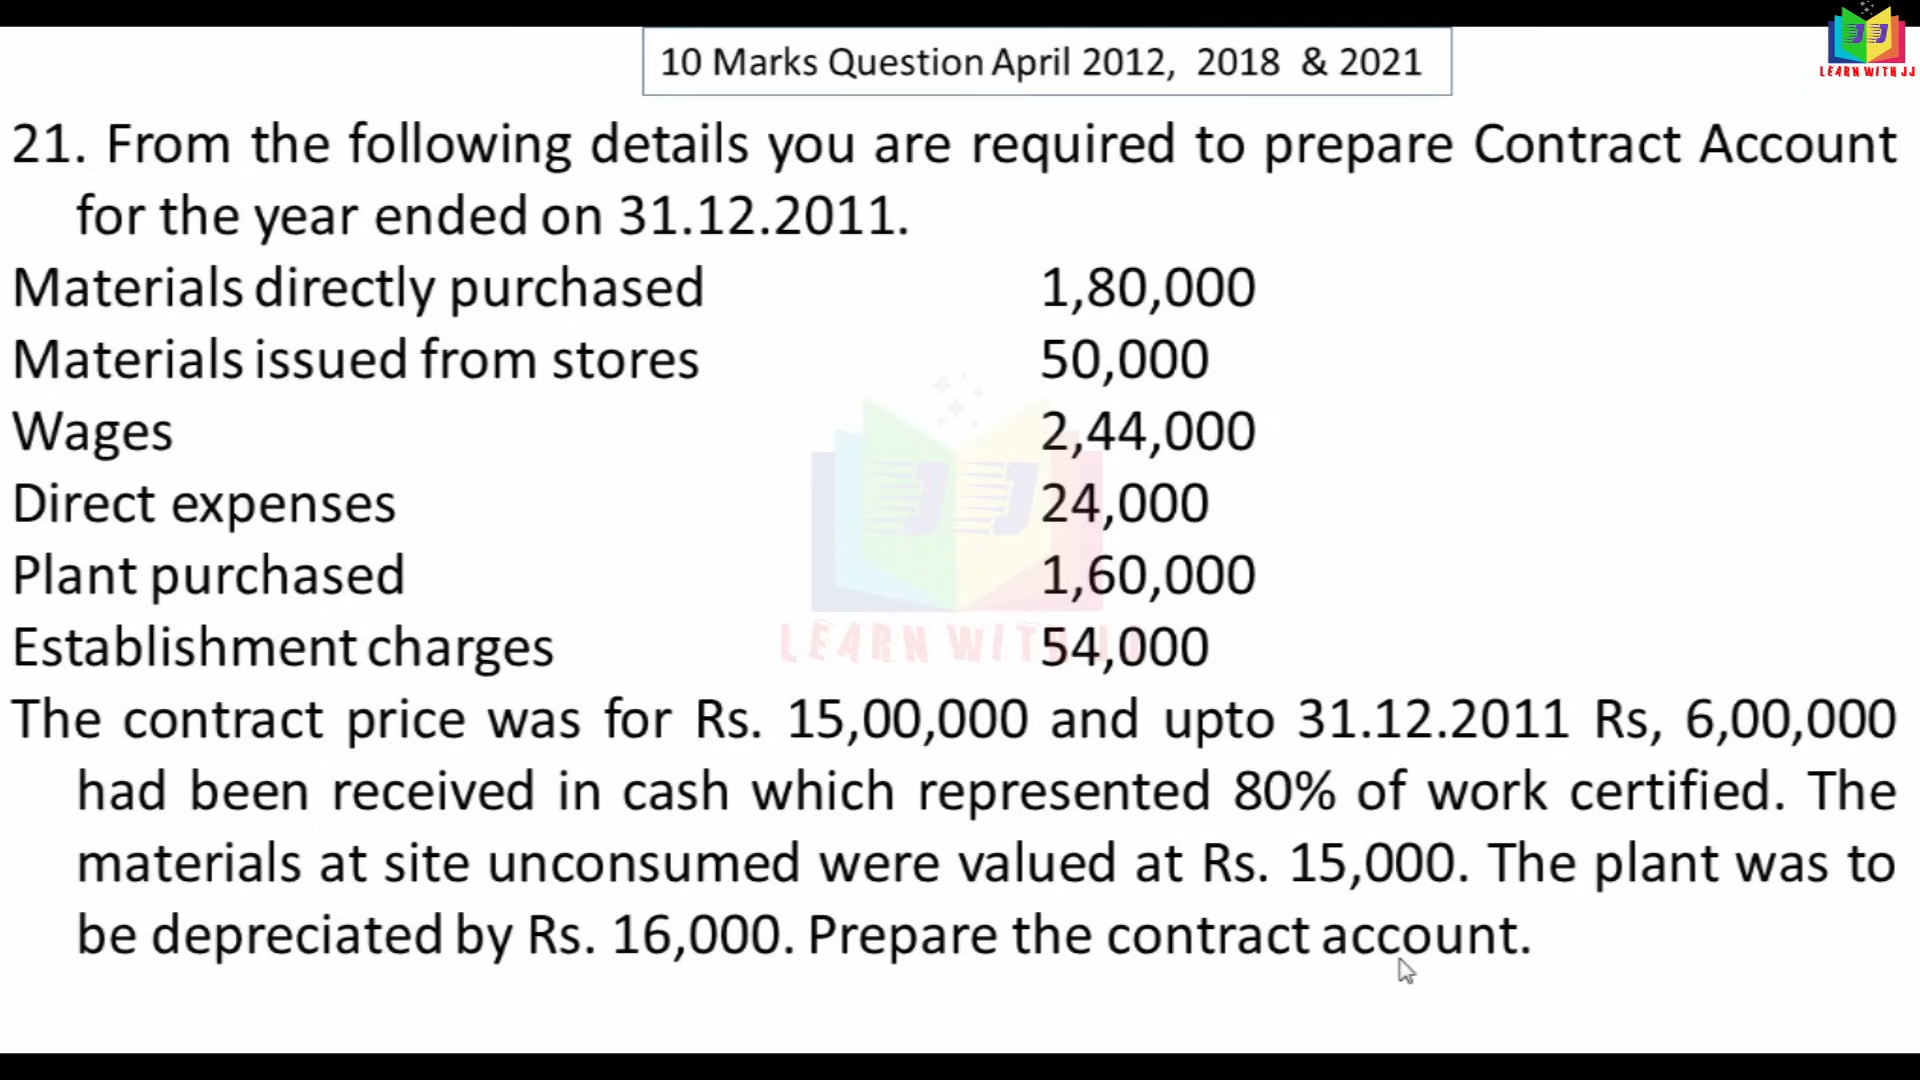 10 Marks Question April 2012, 2018 & 2021
LEARN WITH JJ
21. From the following details you are required to prepare Contract Account
for the year ended on 31.12.2011.
Materials directly purchased 1,80,000
Materials issued from stores 50,000
Wages 2,44,000
Direct expenses 24,000
Plant purchased 1,60,000
Establishment charges 54,000
LEARN WITH JJ
The contract price was for Rs. 15,00,000 and upto 31.12.2011 Rs, 6,00,000
had been received in cash which represented 80% of work certified. The
materials at site unconsumed were valued at Rs. 15,000. The plant was to
be depreciated by Rs. 16,000. Prepare the contract account.